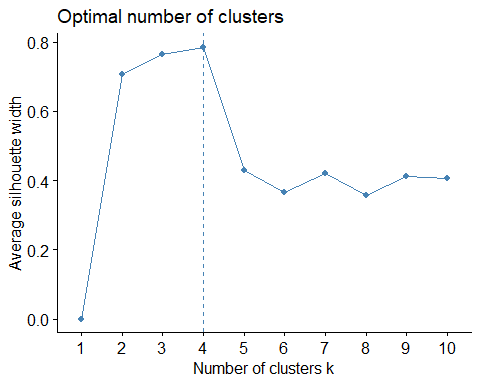 Optimal number of clusters
Average silhouette width
0.8
0.6
0.4
0.2
0.0
1 2 3 4 5 6 7 8 9 10
Number of clusters k